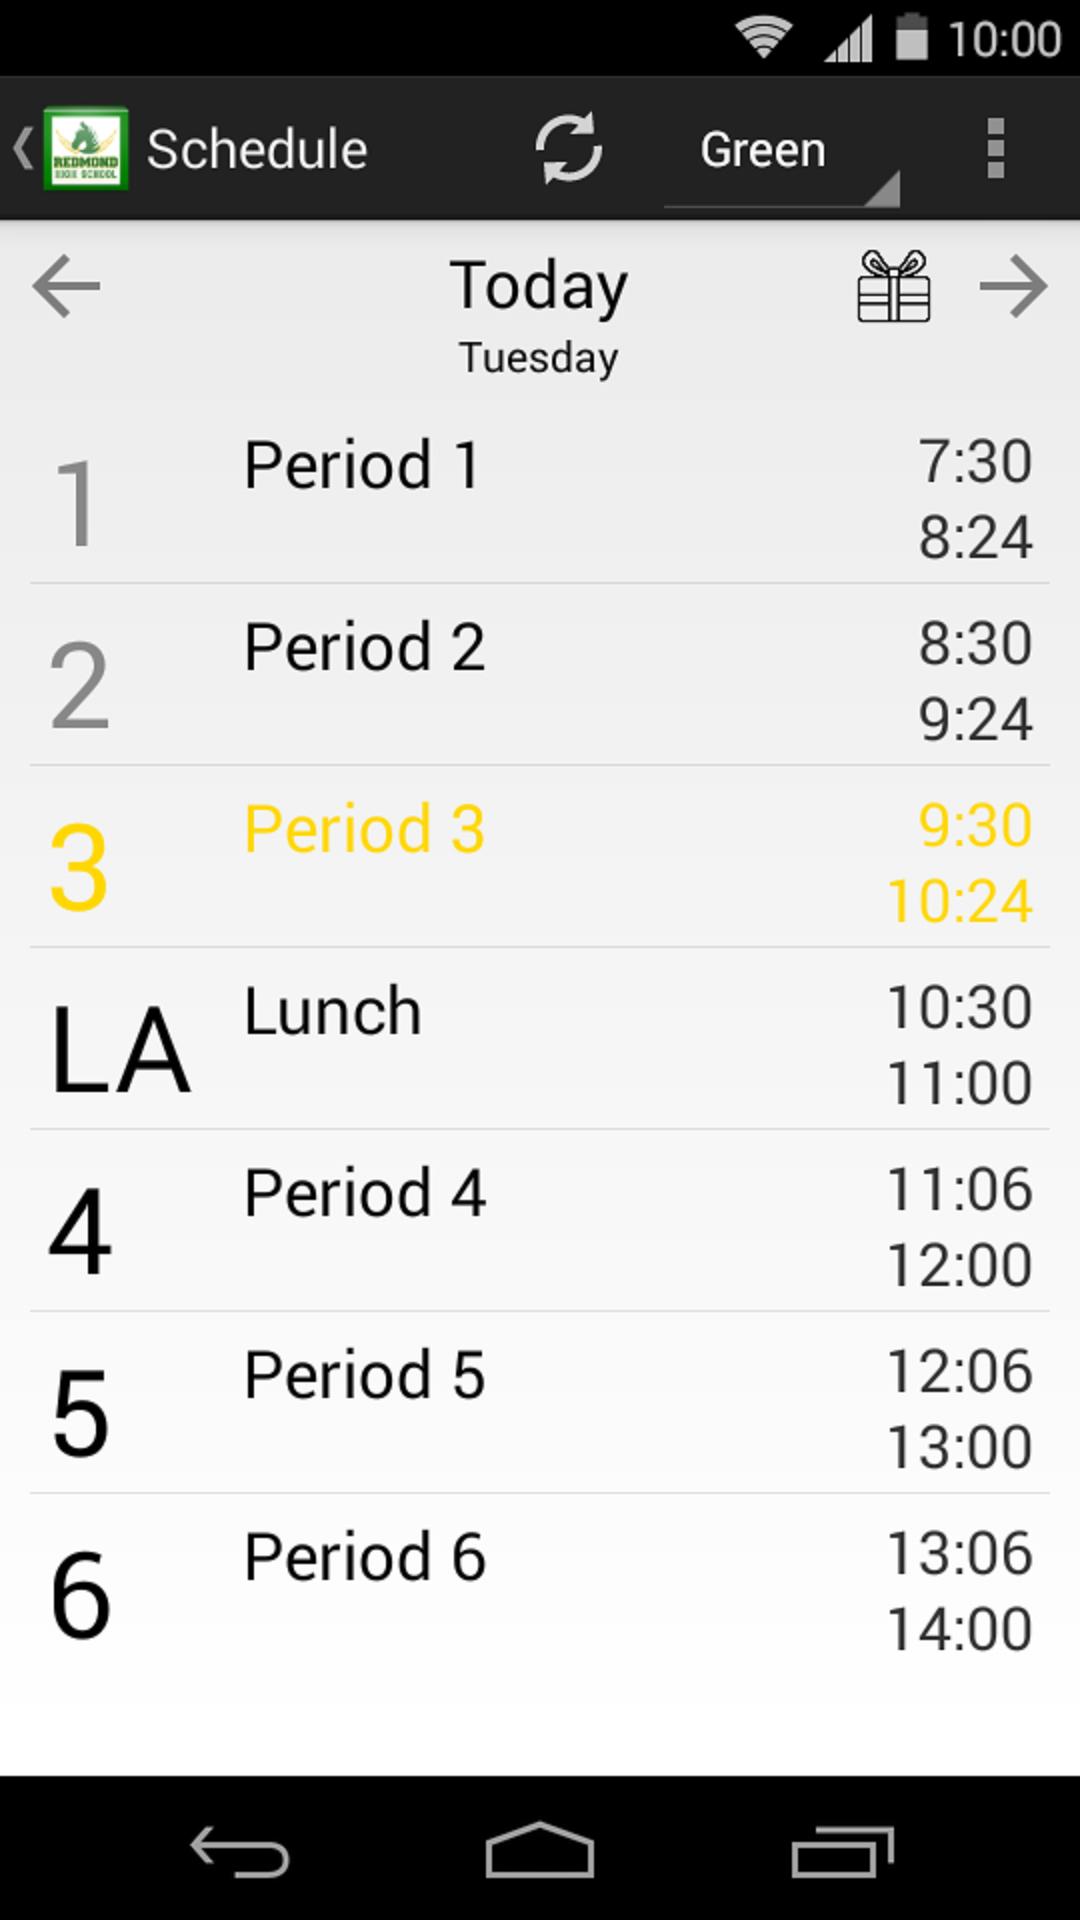 10:00
REDMOND
HIGH SCHOOL
Schedule
Green
Today
Tuesday
1 Period 1 7:30
8:24
2 Period 2 8:30
9:24
3 Period 3 9:30
10:24
LA Lunch 10:30
11:00
4 Period 4 11:06
12:00
5 Period 5 12:06
13:00
6 Period 6 13:06
14:00